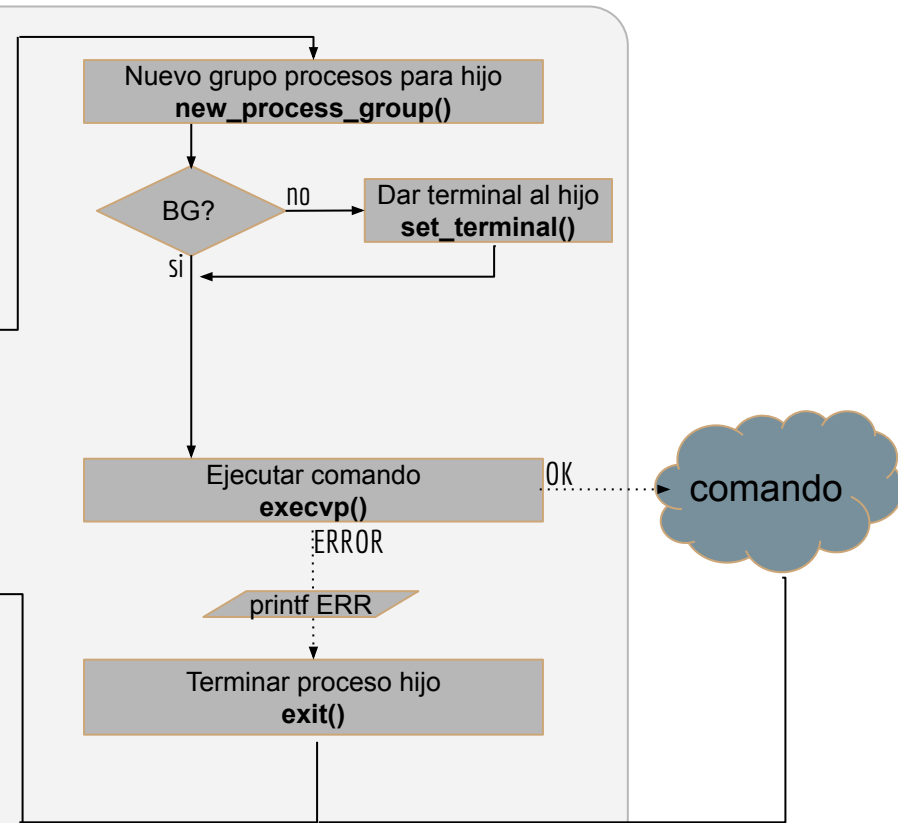 Nuevo grupo procesos para hijo
new_process_group()
BG?
no
Dar terminal al hijo
set_terminal()
si
Ejecutar comando
execvp()
OK
comando
ERROR
printf ERR
Terminar proceso hijo
exit()